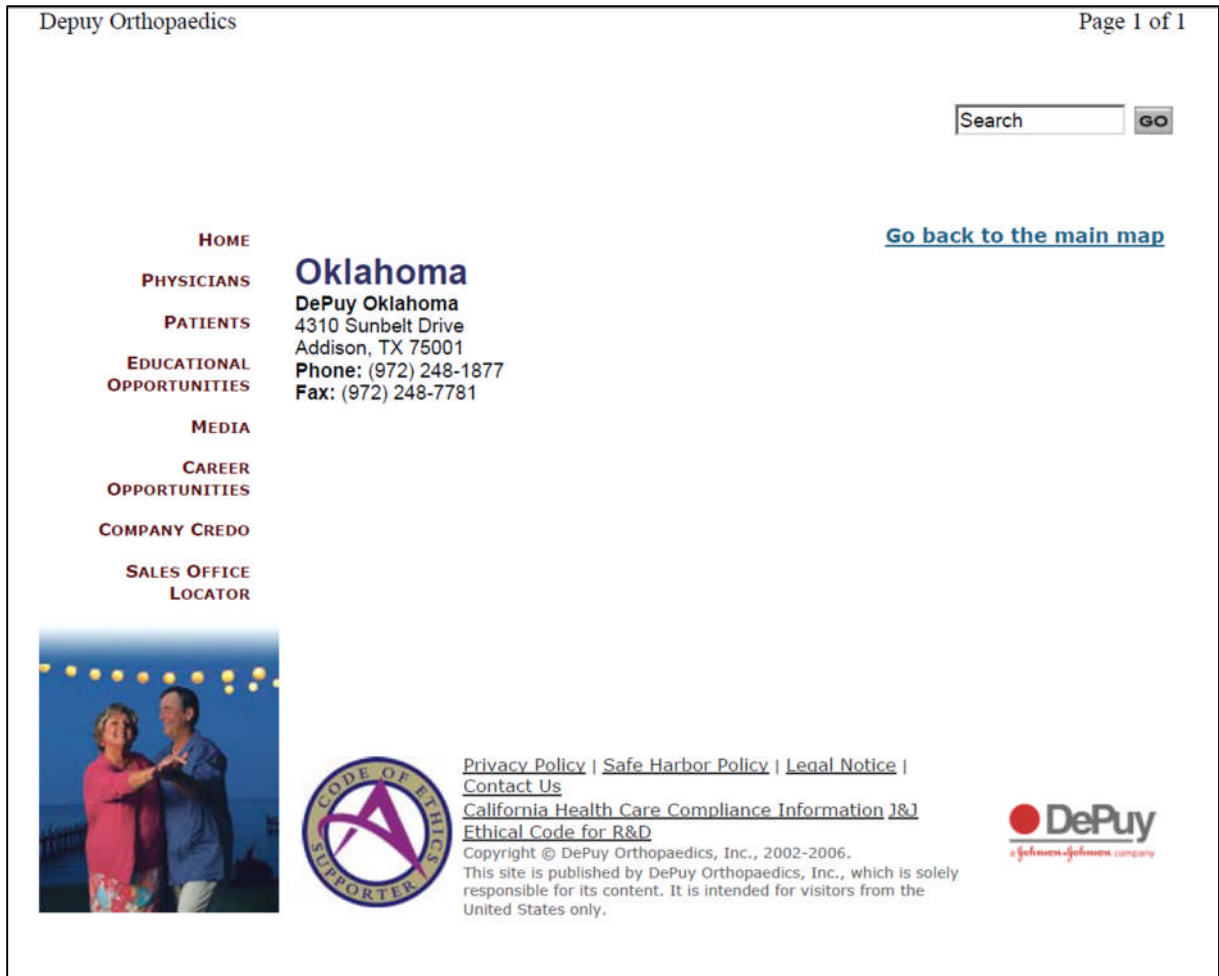 Depuy Orthopaedics
Page 1 of 1
Search
GO
Go back to the main map
HOME
PHYSICIANS
PATIENTS
EDUCATIONAL
OPPORTUNITIES
MEDIA
CAREER
OPPORTUNITIES
COMPANY CREDO
SALES OFFICE
LOCATOR
Oklahoma
DePuy Oklahoma
4310 Sunbelt Drive
Addison, TX 75001
Phone: (972) 248-1877
Fax: (972) 248-7781
CODE OF ETHICS
SUPPORTER
Privacy Policy | Safe Harbor Policy | Legal Notice |
Contact Us
California Health Care Compliance Information J&J
Ethical Code for R&D
Copyright © DePuy Orthopaedics, Inc., 2002-2006.
This site is published by DePuy Orthopaedics, Inc., which is solely
responsible for its content. It is intended for visitors from the
United States only.
DePuy
a Johnson & Johnson company